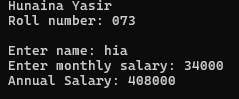 Hunaina Yasir
Roll number: 073
Enter name: hia
Enter monthly salary: 34000
Annual Salary: 408000